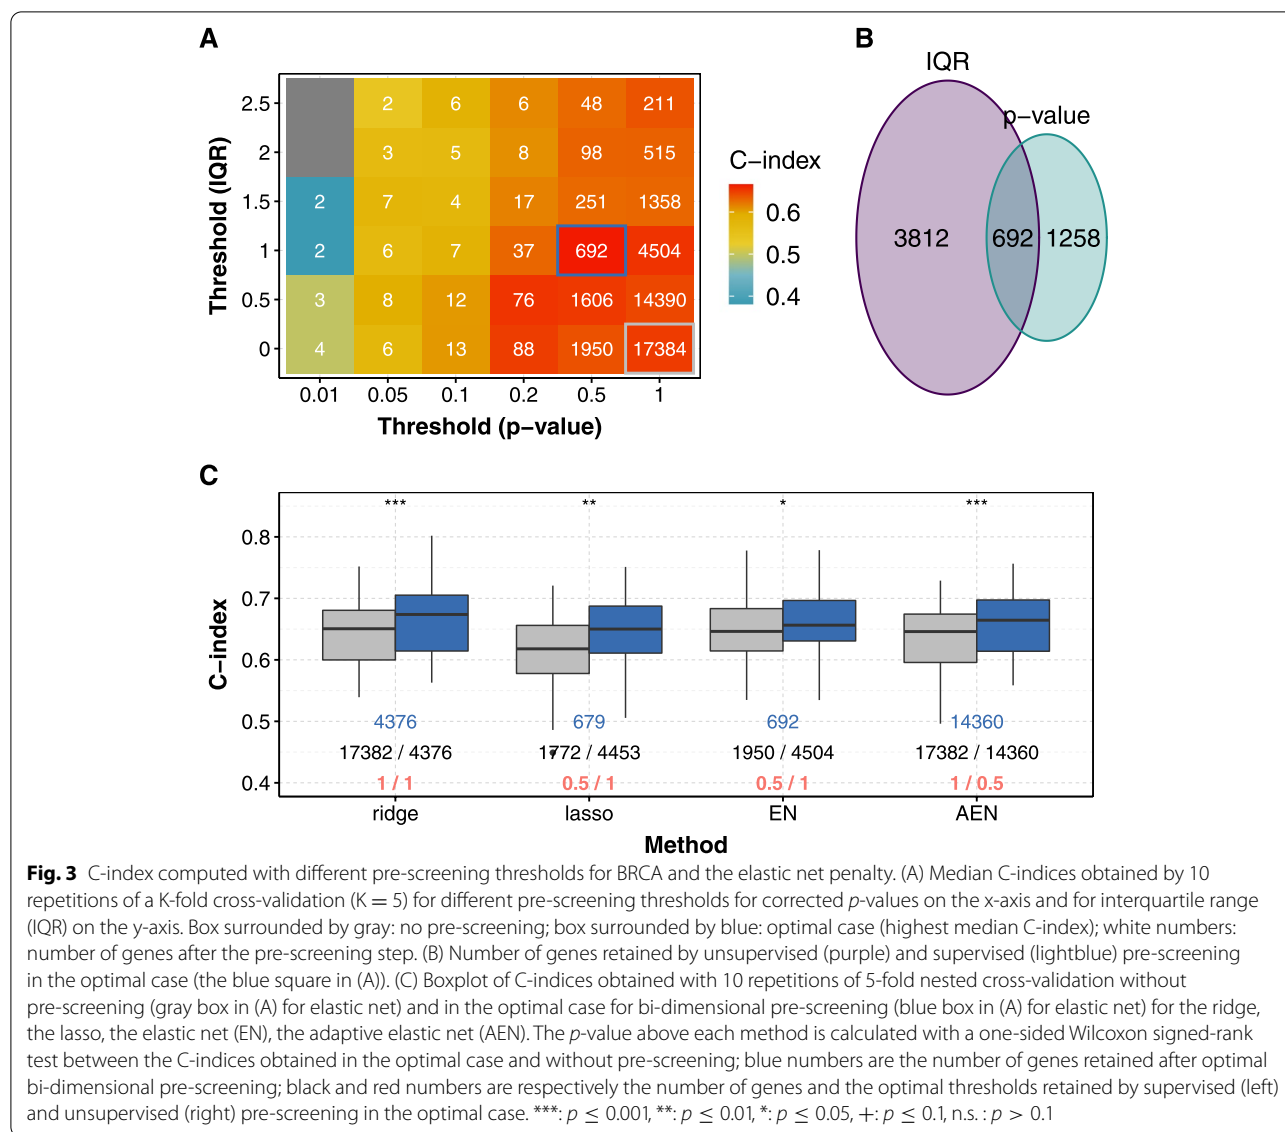 A
Threshold (IQR)
2.5
2
1.5
1
0.5
0
2 6 6 48 211
3 5 8 98 515
2 7 4 17 251 1358
2 6 7 37 692 4504
3 8 12 76 1606 14390
4 6 13 88 1950 17384
0.01 0.05 0.1 0.2 0.5 1
Threshold (p−value)
C−index
0.6
0.5
0.4
B
IQR
p−value
3812 692 1258
C
C−index
0.8
0.7
0.6
0.5
0.4
*** ** * ***
4376 679 692 14360
17382 / 4376 1772 / 4453 1950 / 4504 17382 / 14360
1 / 1 0.5 / 1 0.5 / 1 1 / 0.5
ridge lasso EN AEN
Method
Fig. 3 C-index computed with different pre-screening thresholds for BRCA and the elastic net penalty. (A) Median C-indices obtained by 10
repetitions of a K-fold cross-validation (K = 5) for different pre-screening thresholds for corrected p-values on the x-axis and for interquartile range
(IQR) on the y-axis. Box surrounded by gray: no pre-screening; box surrounded by blue: optimal case (highest median C-index); white numbers:
number of genes after the pre-screening step. (B) Number of genes retained by unsupervised (purple) and supervised (lightblue) pre-screening
in the optimal case (the blue square in (A)). (C) Boxplot of C-indices obtained with 10 repetitions of 5-fold nested cross-validation without
pre-screening (gray box in (A) for elastic net) and in the optimal case for bi-dimensional pre-screening (blue box in (A) for elastic net) for the ridge,
the lasso, the elastic net (EN), the adaptive elastic net (AEN). The p-value above each method is calculated with a one-sided Wilcoxon signed-rank
test between the C-indices obtained in the optimal case and without pre-screening; blue numbers are the number of genes retained after optimal
bi-dimensional pre-screening; black and red numbers are respectively the number of genes and the optimal thresholds retained by supervised (left)
and unsupervised (right) pre-screening in the optimal case. ***: p ≤ 0.001, **: p ≤ 0.01, *: p ≤ 0.05, +: p ≤ 0.1, n.s. : p > 0.1